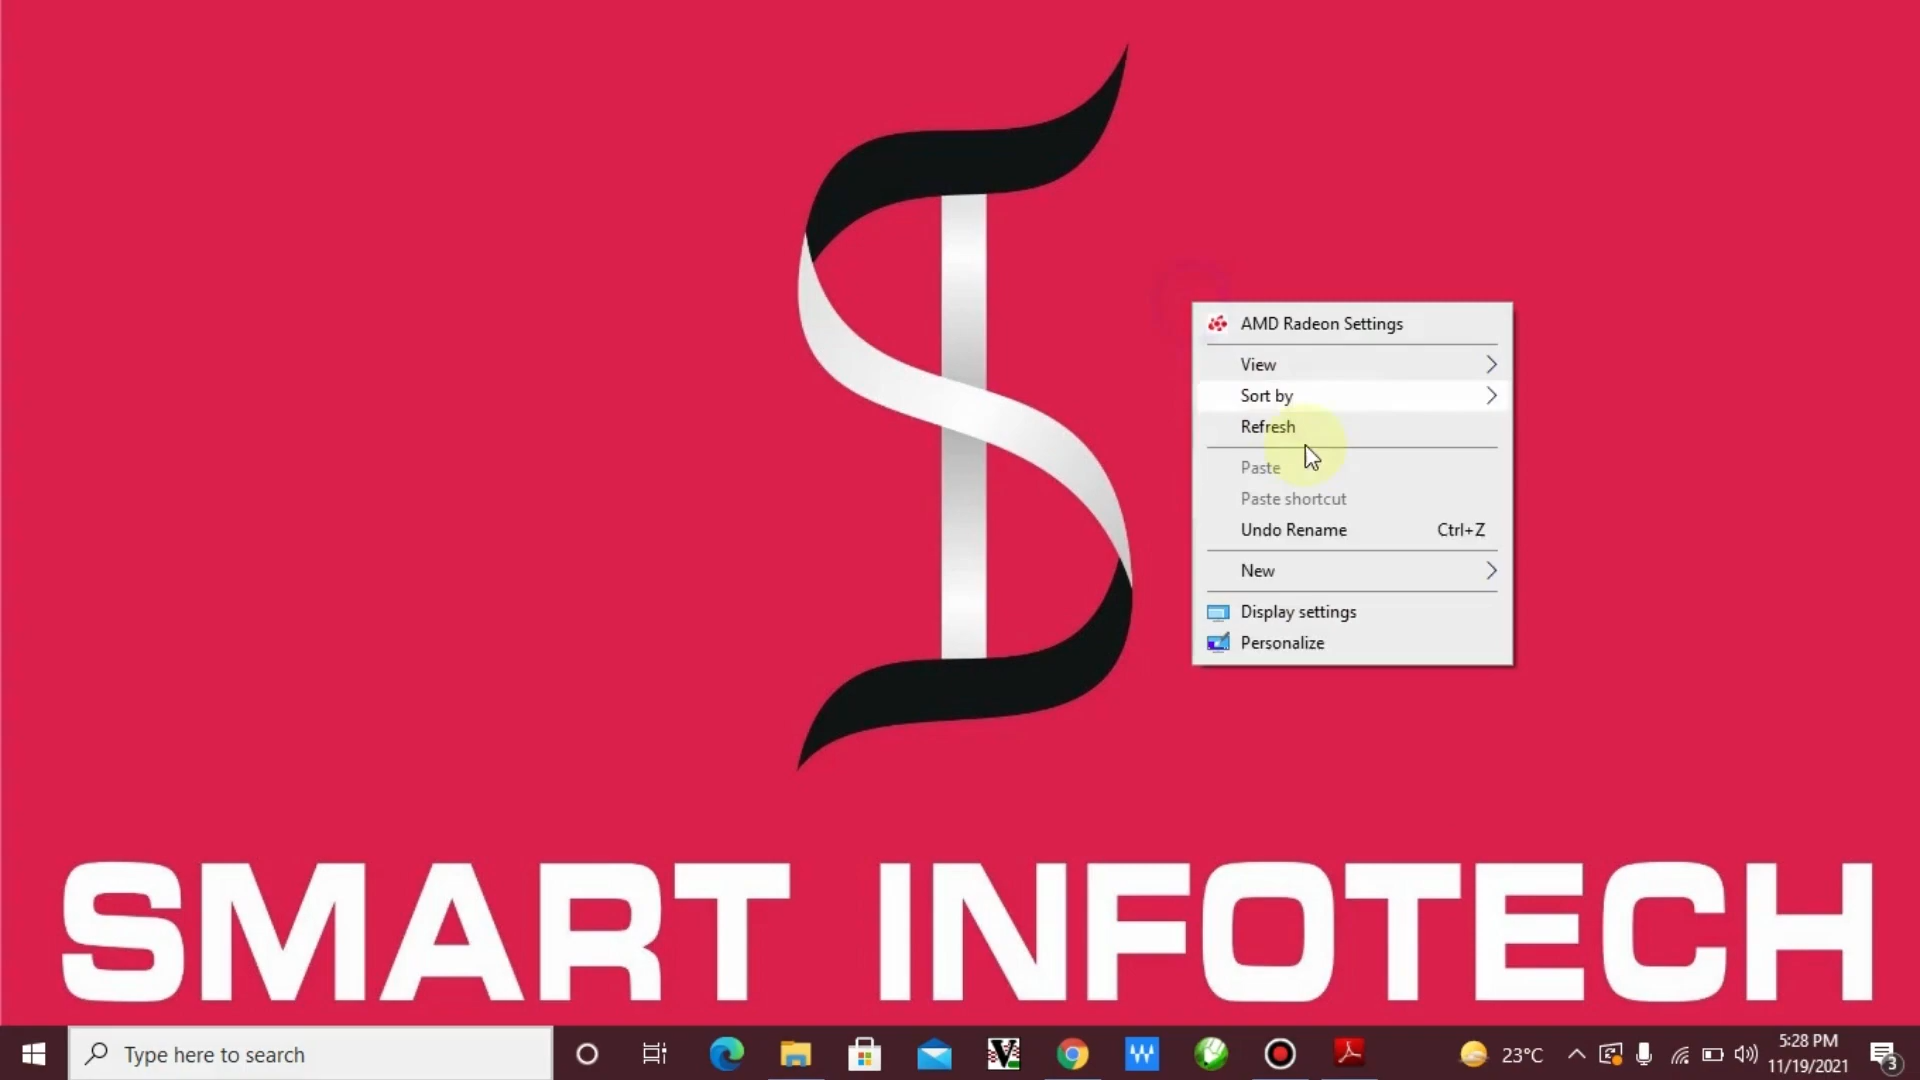 AMD Radeon Settings
View
Sort by
Refresh
Paste
Paste shortcut
Undo Rename Ctrl+Z
New
Display settings
Personalize
SMART INFOTECH
Type here to search
23°C
5:28 PM
11/19/2021
3